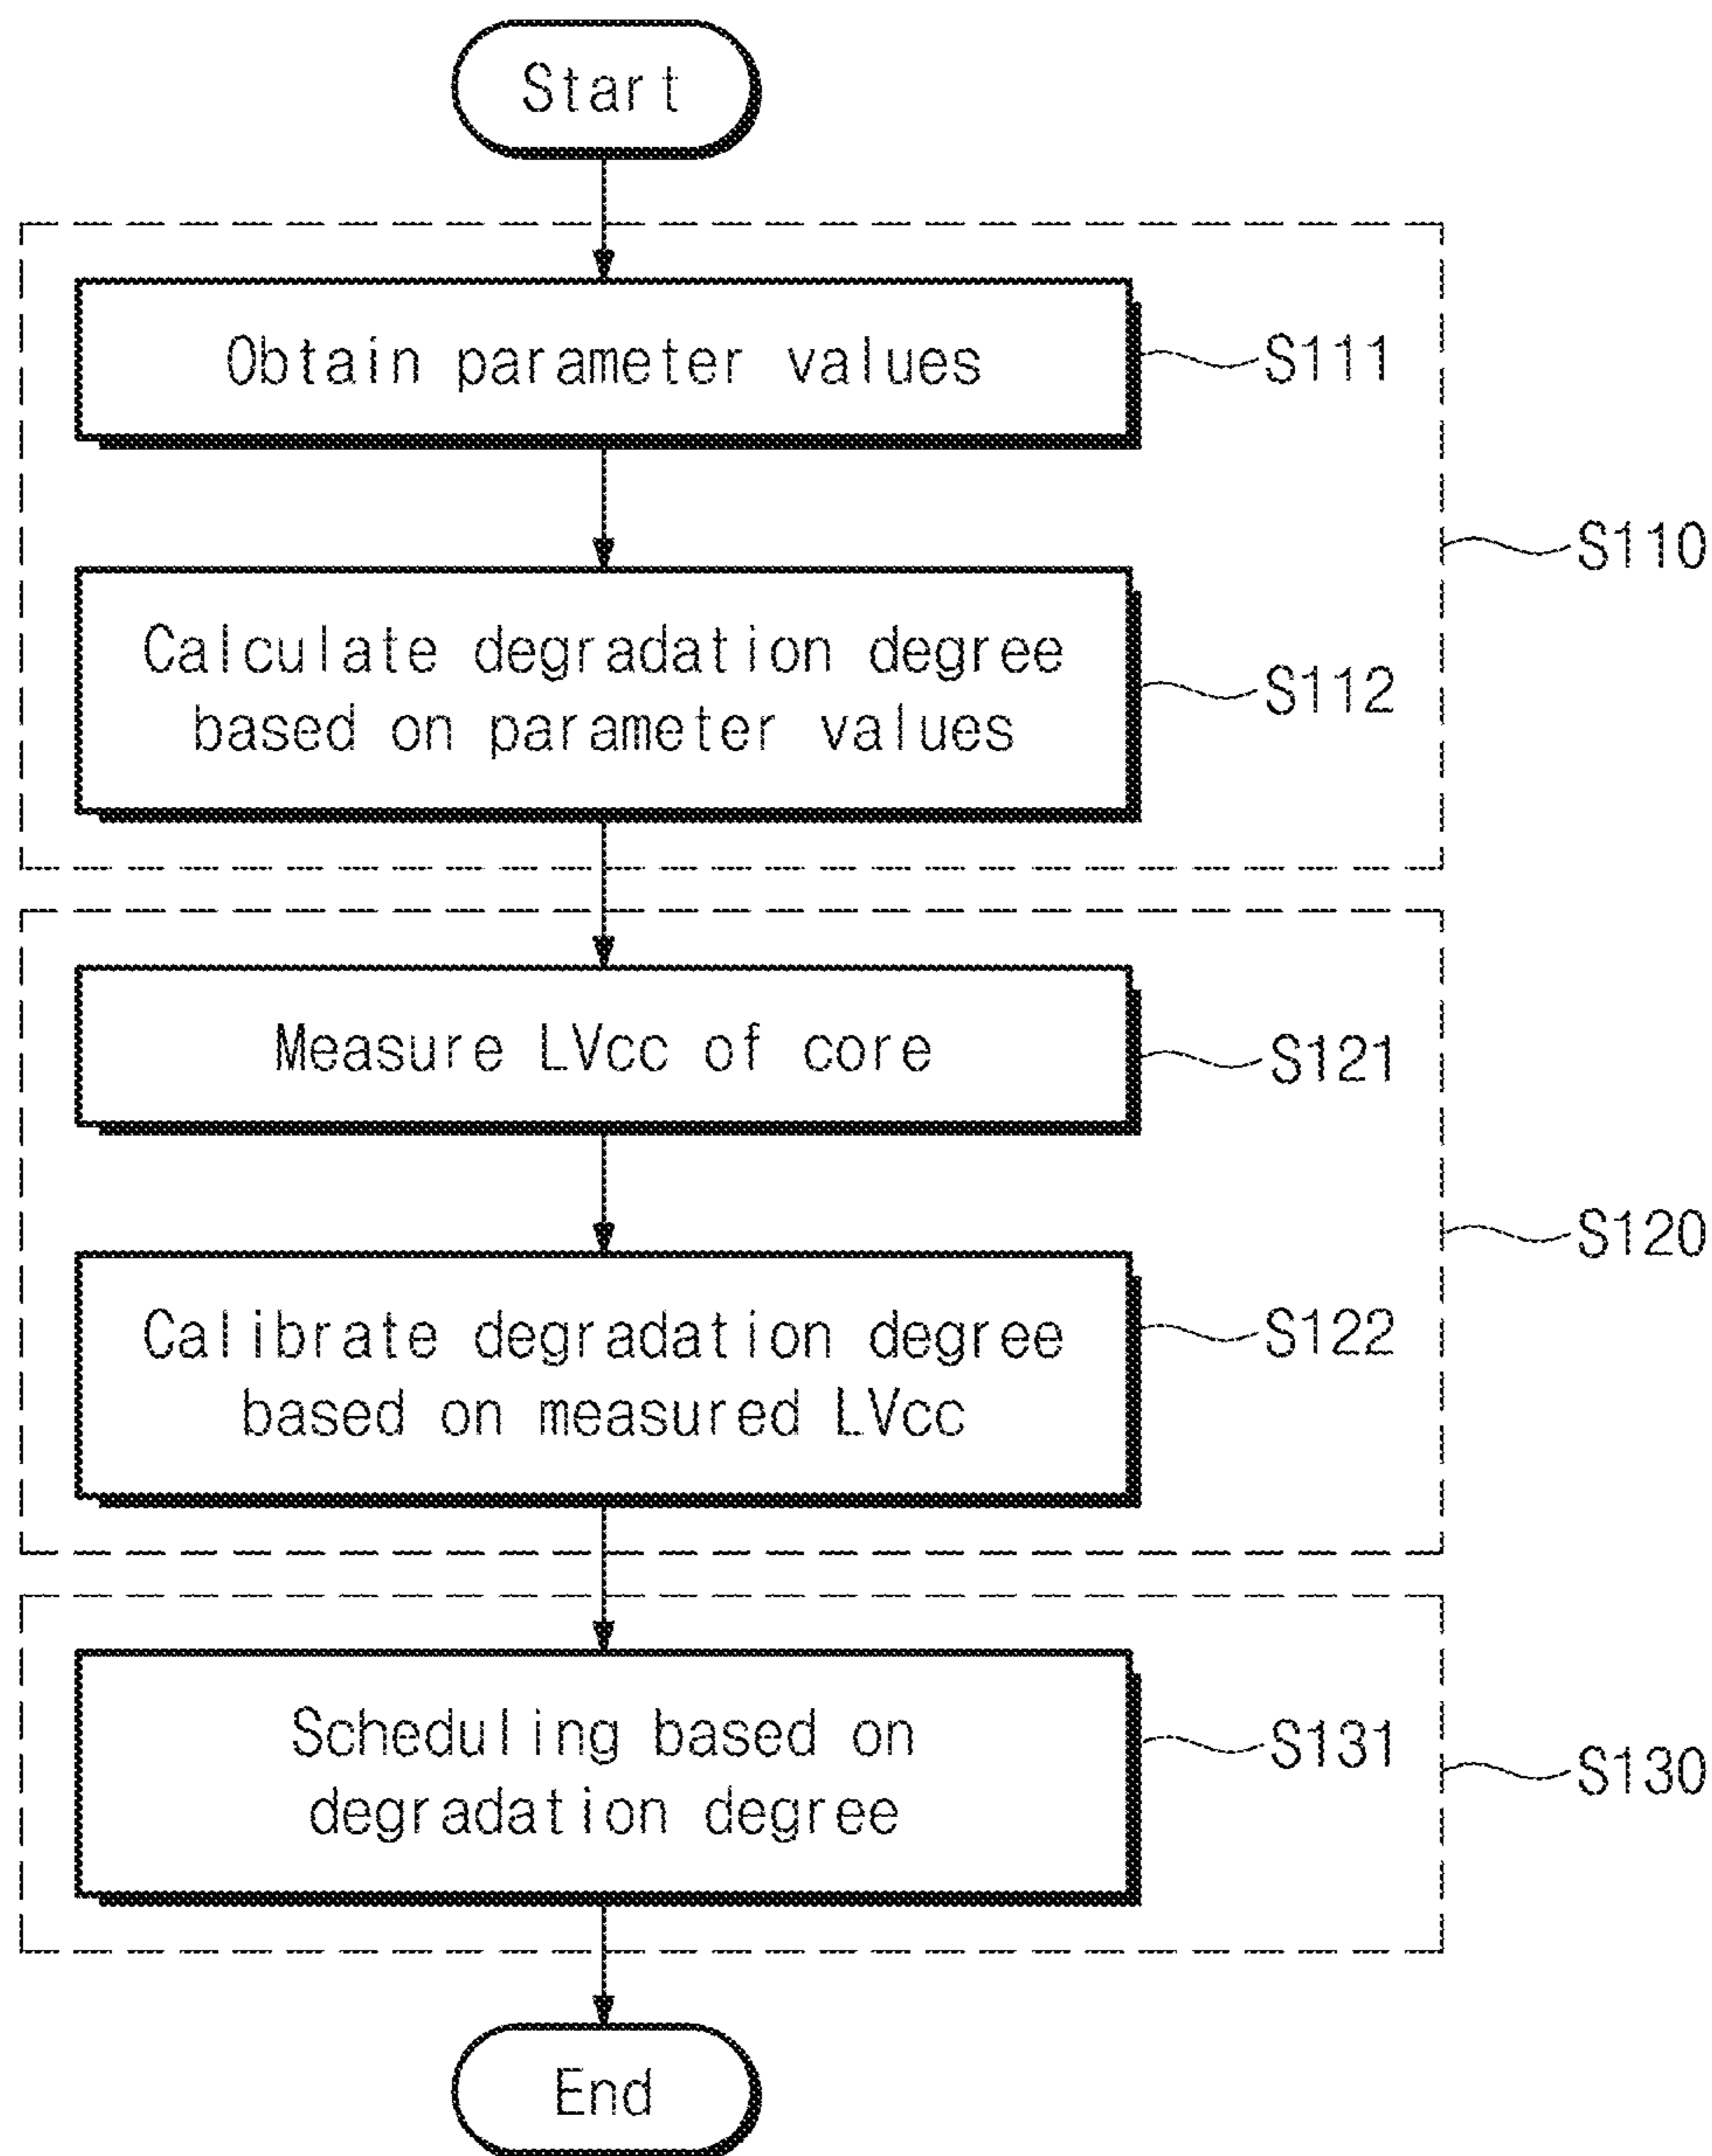 Start
Obtain parameter values
S111
S110
Calculate degradation degree
based on parameter values
S112
Measure LVcc of core
S121
S120
Calibrate degradation degree
based on measured LVcc
S122
Scheduling based on
degradation degree
S131
S130
End